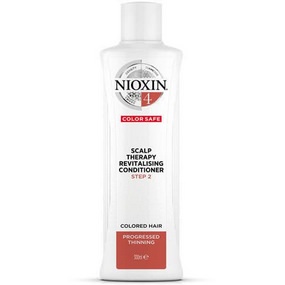 NIOXIN
4
COLOR SAFE
SCALP
THERAPY
REVITALISING
CONDITIONER
STEP 2
COLORED HAIR
PROGRESSED
THINNING